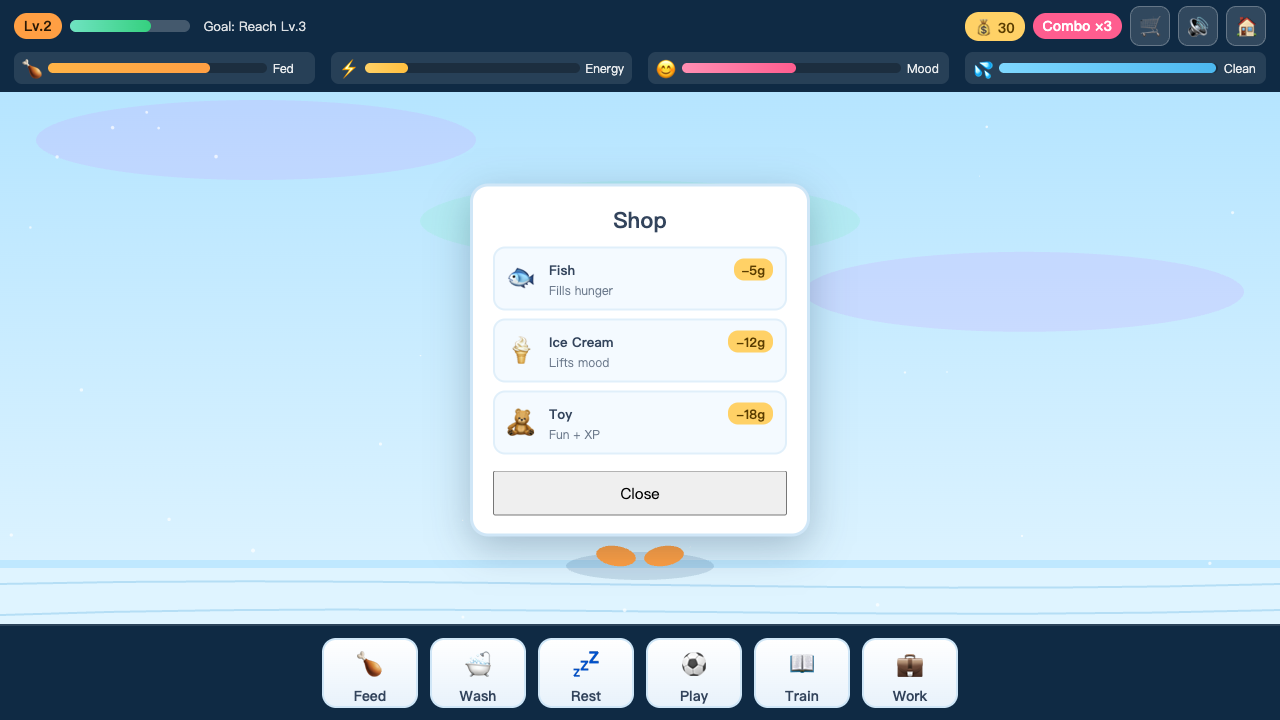 Lv.2
Goal: Reach Lv.3
30
Combo ×3
Fed
Energy
Mood
Clean
Shop
Fish
–5g
Fills hunger
Ice Cream
–12g
Lifts mood
Toy
–18g
Fun + XP
Close
Feed
Wash
Rest
Play
Train
Work